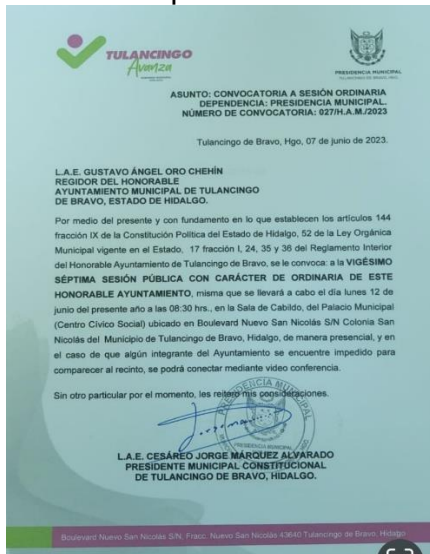 TULANCINGO
Avanza
PRESIDENCIA MUNICIPAL
ASUNTO: CONVOCATORIA A SESIÓN ORDINARIA
DEPENDENCIA: PRESIDENCIA MUNICIPAL.
NÚMERO DE CONVOCATORIA: 027/H.A.M./2023
Tulancingo de Bravo, Hgo, 07 de junio de 2023.
L.A.E. GUSTAVO ÁNGEL ORO CHEHÍN
REGIDOR DEL HONORABLE
AYUNTAMIENTO MUNICIPAL DE TULANCINGO
DE BRAVO, ESTADO DE HIDALGO.
Por medio del presente y con fundamento en lo que establecen los artículos 144
fracción IX de la Constitución Política del Estado de Hidalgo, 52 de la Ley Orgánica
Municipal vigente en el Estado, 17 fracción I, 24, 35 y 36 del Reglamento Interior
del Honorable Ayuntamiento de Tulancingo de Bravo, se le convoca: a la VIGÉSIMO
SÉPTIMA SESIÓN PÚBLICA CON CARÁCTER DE ORDINARIA DE ESTE
HONORABLE AYUNTAMIENTO, misma que se llevará a cabo el día lunes 12 de
junio del presente año a las 08:30 hrs., en la Sala de Cabildo, del Palacio Municipal
(Centro Cívico Social) ubicado en Boulevard Nuevo San Nicolás S/N Colonia San
Nicolás del Municipio de Tulancingo de Bravo, Hidalgo, de manera presencial, y en
el caso de que algún integrante del Ayuntamiento se encuentre impedido para
comparecer al recinto, se podrá conectar mediante video conferencia.
Sin otro particular por el momento, les reitero mis consideraciones.
L.A.E. CESÁREO JORGE MÁRQUEZ ALVARADO
PRESIDENTE MUNICIPAL CONSTITUCIONAL
DE TULANCINGO DE BRAVO, HIDALGO.
Boulevard Nuevo San Nicolás S/N, Fracc. Nuevo San Nicolás 43640 Tulancingo de Bravo, Hidalgo